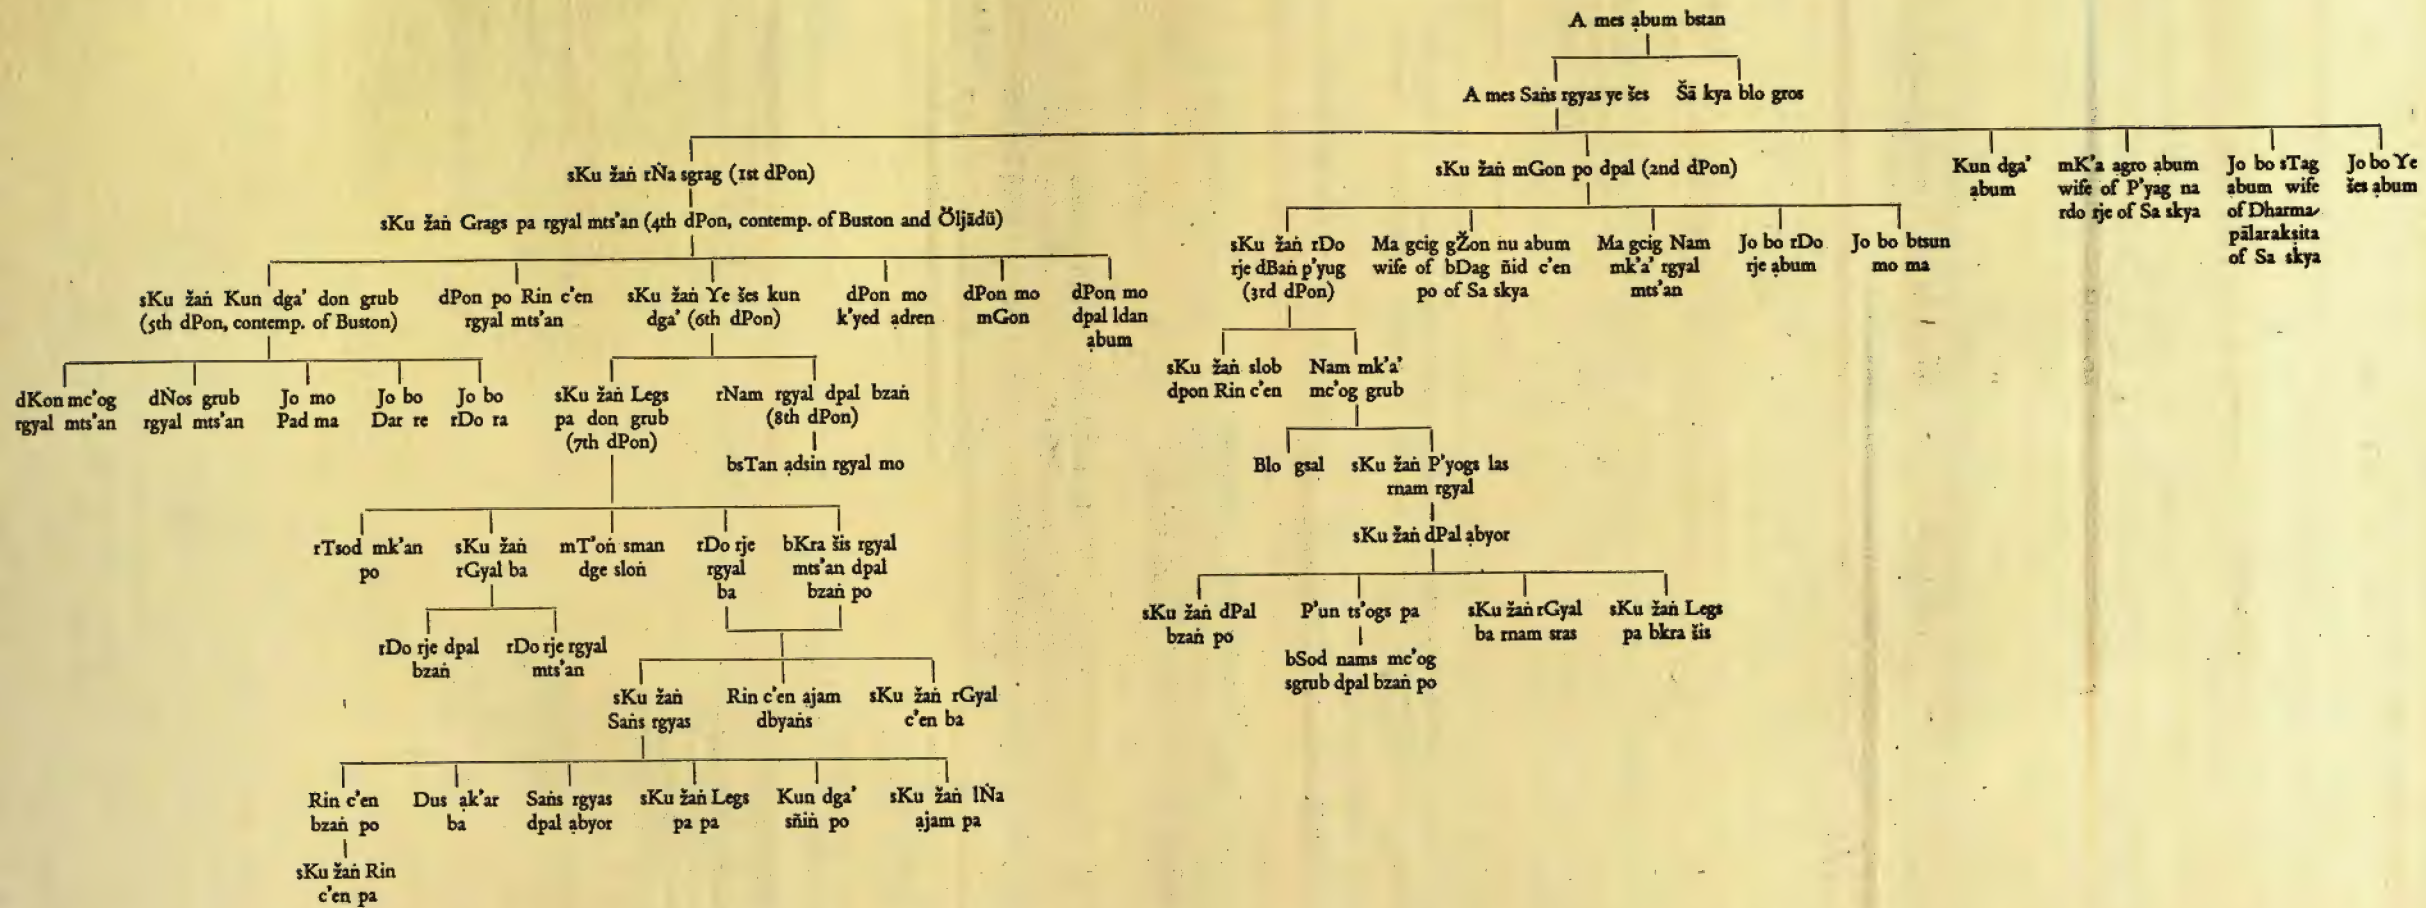 A mes ạbum bstan
A mes Saṅs rgyas ye šes
Šā kya blo gros
sKu žaṅ rṄa sgrag (1st dPon)
sKu žaṅ mGon po dpal (2nd dPon)
Kun dga'
ạbum
mK'a ạgro ạbum
wife of P'yag na
rdo rje of Sa skya
Jo bo sTag
ạbum wife
of Dharma-
pālarakṣita
of Sa skya
Jo bo Ye
šes ạbum
sKu žaṅ Grags pa rgyal mts'an (4th dPon, contemp. of Buston and Öljādū)
sKu žaṅ rDo
rje dBaṅ p'yug
(3rd dPon)
Ma gcig gŽon nu abum
wife of bDag ñid c'en
po of Sa skya
Ma gcig Nam
mk'a' rgyal
mts'an
Jo bo rDo
rje ạbum
Jo bo btsun
mo ma
sKu žaṅ Kun dga' don grub
(5th dPon, contemp. of Buston)
dPon po Rin c'en
rgyal mts'an
sKu žaṅ Ye šes kun
dga' (6th dPon)
dPon mo
k'yed ạdren
dPon mo
mGon
dPon mo
dpal ldan
ạbum
sKu žaṅ slob
dpon Rin c'en
Nam mk'a'
mc'og grub
dKon mc'og
rgyal mts'an
dṄos grub
rgyal mts'an
Jo mo
Pad ma
Jo bo
Dar re
Jo bo
rDo ra
sKu žaṅ Legs
pa don grub
(7th dPon)
rNam rgyal dpal bzaṅ
(8th dPon)
bsTan ạdsin rgyal mo
Blo gsal
sKu žaṅ P'yogs las
rnam rgyal
sKu žaṅ dPal ạbyor
rTsod mk'an
po
sKu žaṅ
rGyal ba
mT'oṅ sman
dge sloṅ
rDo rje
rgyal
ba
bKra šis rgyal
mts'an dpal
bzaṅ po
sKu žaṅ dPal
bzaṅ po
P'un ts'ogs pa
sKu žaṅ rGyal
ba rnam sras
sKu žaṅ Legs
pa bkra šis
rDo rje dpal
bzaṅ
rDo rje rgyal
mts'an
bSod nams mc'og
sgrub dpal bzaṅ po
sKu žaṅ
Saṅs rgyas
Rin c'en ạjam
dbyaṅs
sKu žaṅ rGyal
c'en ba
Rin c'en
bzaṅ po
Dus ạk'ar
ba
Saṅs rgyas
dpal ạbyor
sKu žaṅ Legs
pa pa
Kun dga'
sñiṅ po
sKu žaṅ lṄa
ạjam pa
sKu žaṅ Rin
c'en pa